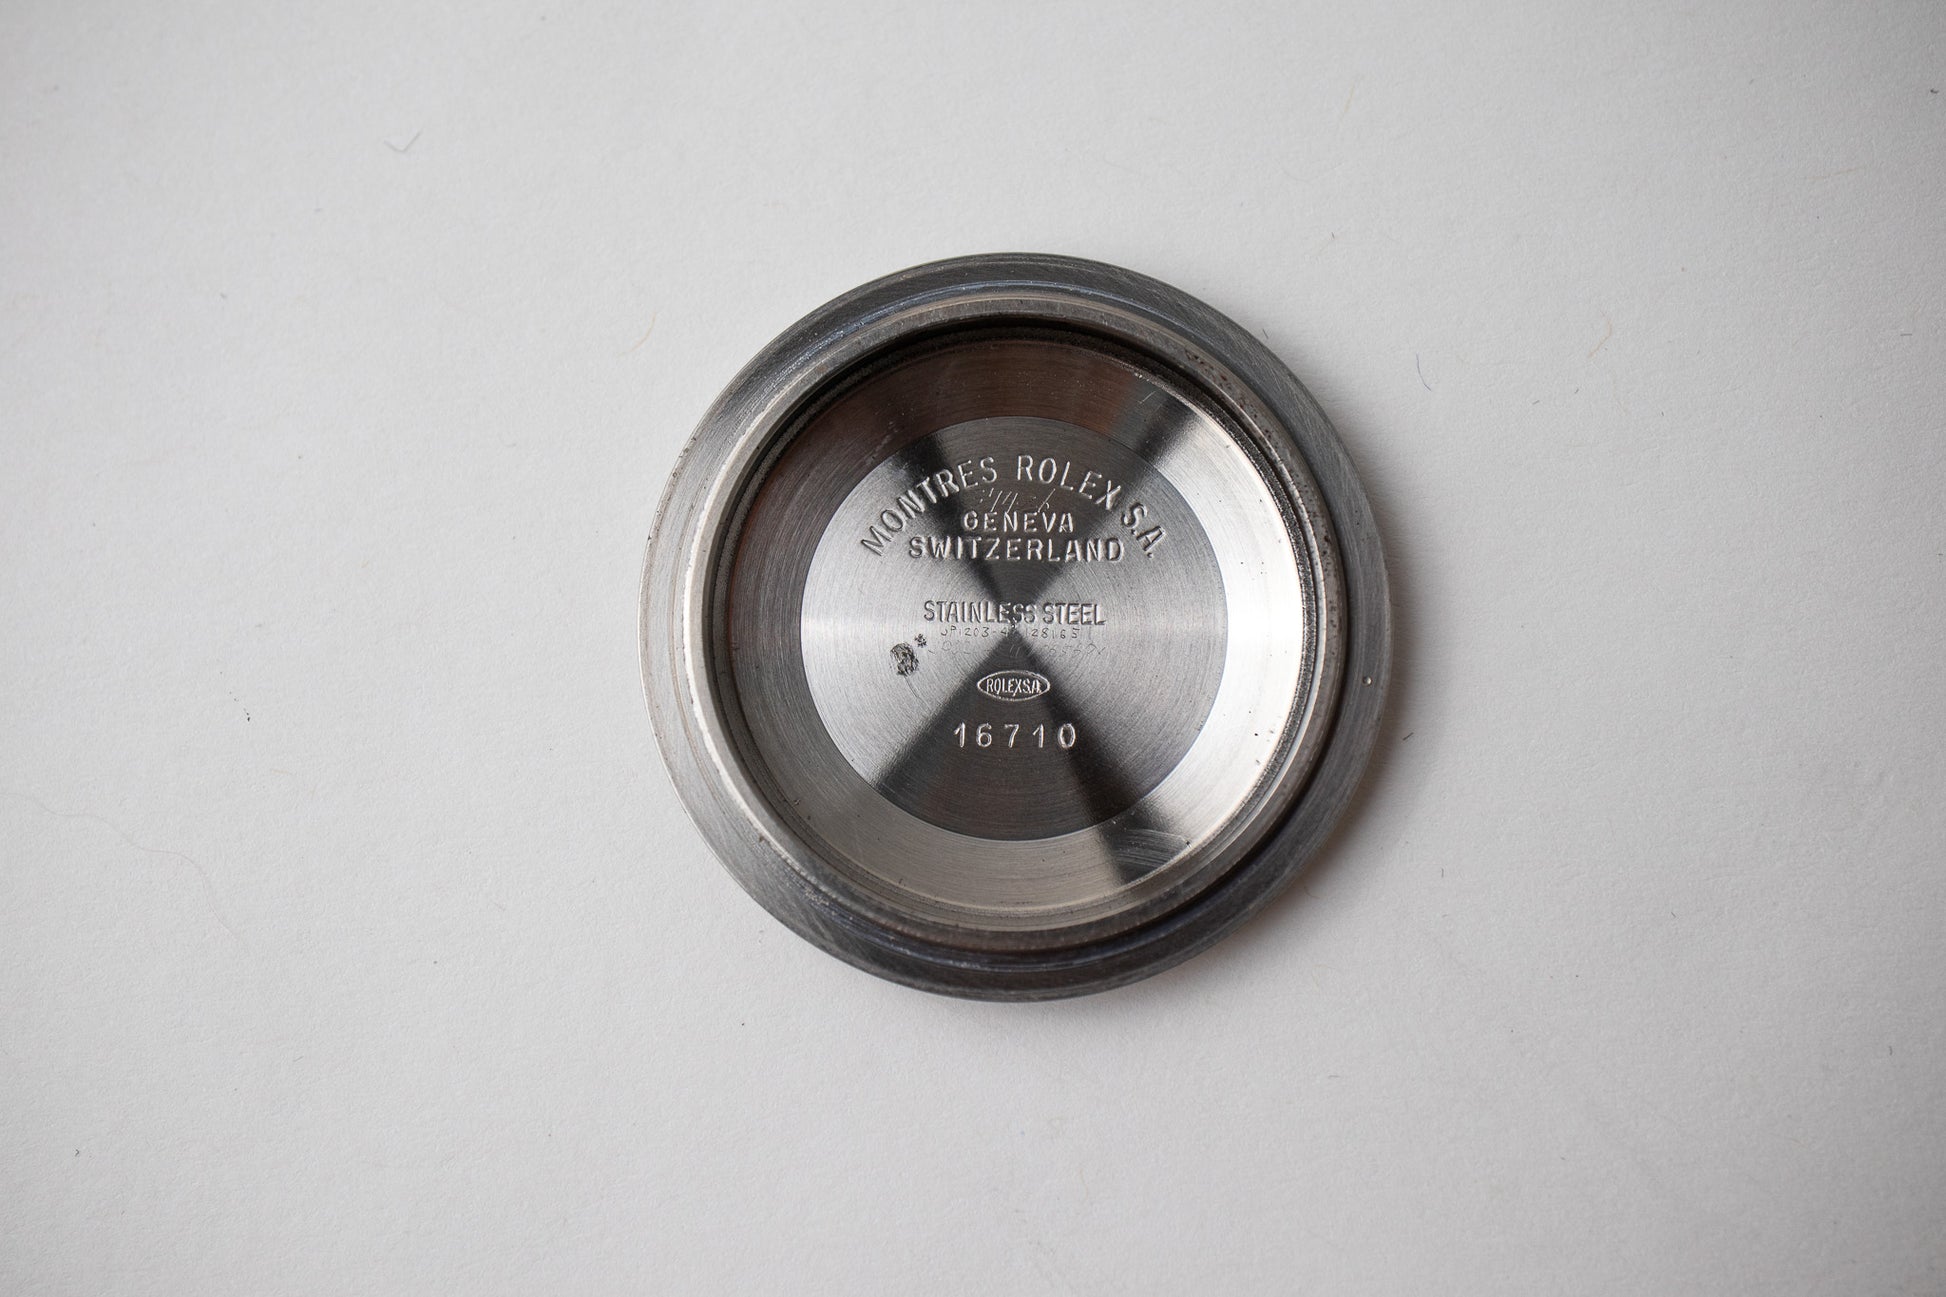 MONTRES ROLEX S.A.
GENEVA
SWITZERLAND
STAINLESS STEEL
ROLEXSA
16710